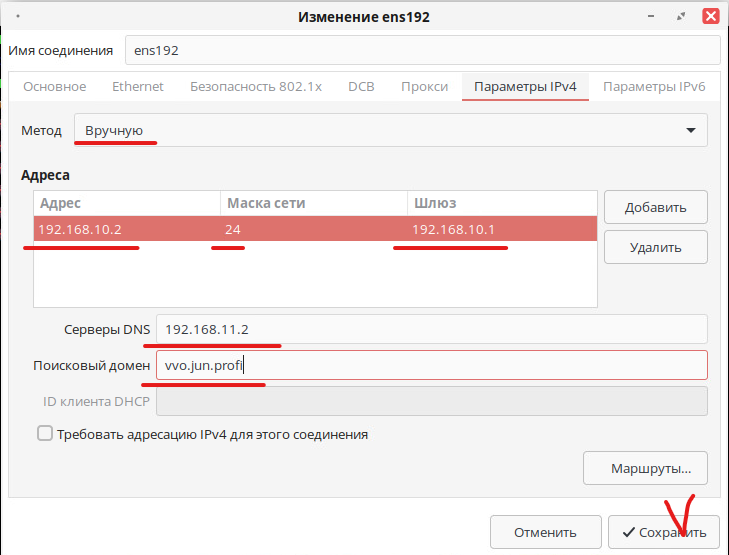 Изменение ens192
Имя соединения ens192
Основное Ethernet Безопасность 802.1x DCB Прокси Параметры IPv4 Параметры IPv6
Метод Вручную
Адреса
Адрес Маска сети Шлюз
192.168.10.2 24 192.168.10.1
Добавить
Удалить
Серверы DNS 192.168.11.2
Поисковый домен vvo.jun.profi
ID клиента DHCP
Требовать адресацию IPv4 для этого соединения
Маршруты...
Отменить Сохранить